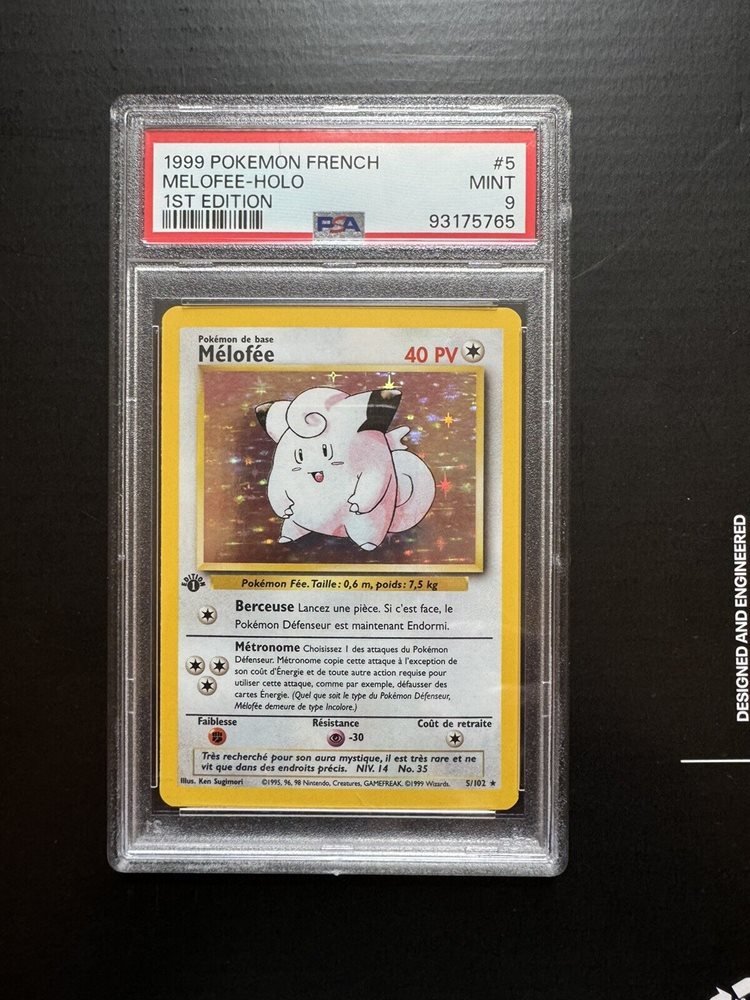 1999 POKEMON FRENCH #5
MELOFEE-HOLO MINT
1ST EDITION 9
PSA 93175765
Pokémon de base
Mélofée 40 PV
EDITION 1
Pokémon Fée. Taille : 0,6 m, poids : 7,5 kg
Berceuse Lancez une pièce. Si c'est face, le
Pokémon Défenseur est maintenant Endormi.
Métronome Choisissez 1 des attaques du Pokémon
Défenseur. Métronome copie cette attaque à l'exception de
son coût d'Énergie et de toute autre action requise pour
utiliser cette attaque, comme par exemple, défausser des
cartes Énergie. (Quel que soit le type du Pokémon Défenseur,
Mélofée demeure de type Incolore.)
Faiblesse Résistance Coût de retraite
-30
Très recherché pour son aura mystique, il est très rare et ne
vit que dans des endroits précis. NIV. 14 No. 35
Illus. Ken Sugimori ©1995, 96, 98 Nintendo, Creatures, GAMEFREAK. ©1999 Wizards. 5/102 ★
DESIGNED AND ENGINEERED